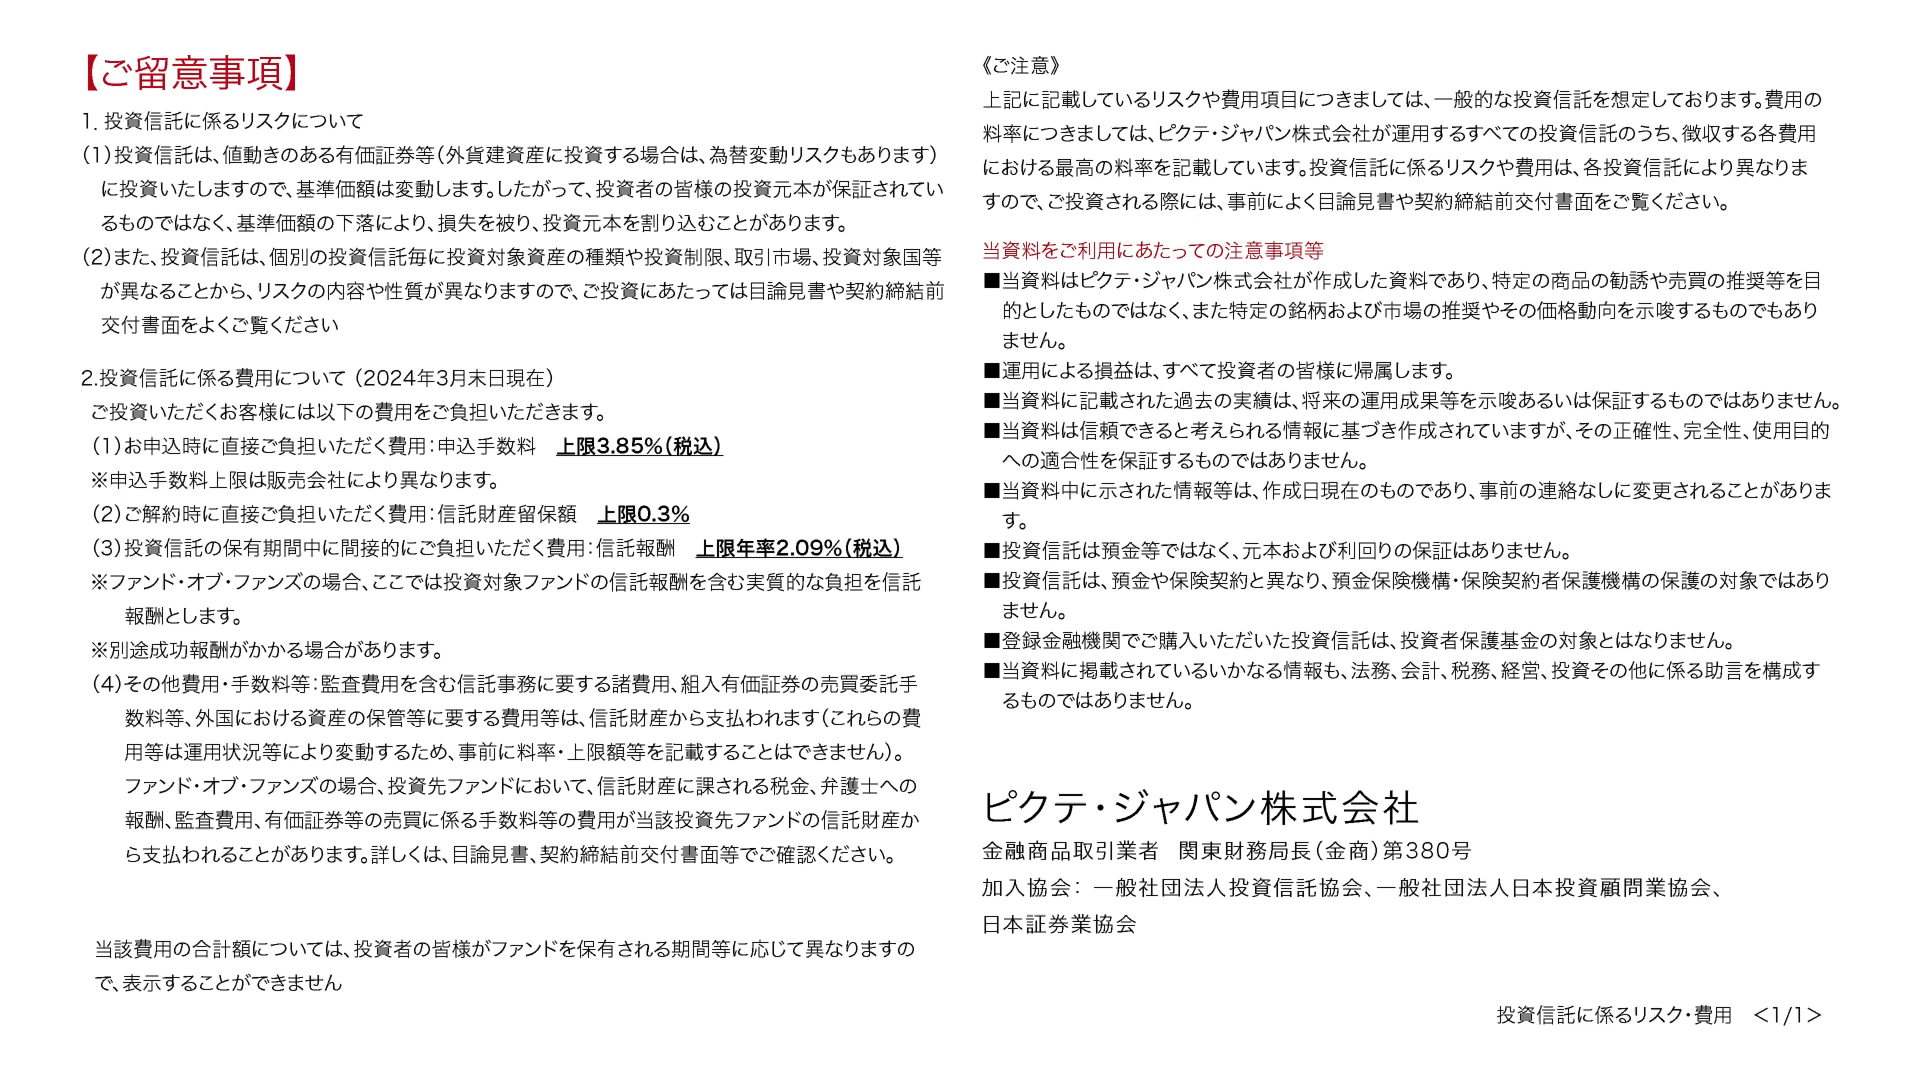 【ご留意事項】
1. 投資信託に係るリスクについて
(1)投資信託は、値動きのある有価証券等(外貨建資産に投資する場合は、為替変動リスクもあります)
に投資いたしますので、基準価額は変動します。したがって、投資者の皆様の投資元本が保証されてい
るものではなく、基準価額の下落により、損失を被り、投資元本を割り込むことがあります。
(2)また、投資信託は、個別の投資信託毎に投資対象資産の種類や投資制限、取引市場、投資対象国等
が異なることから、リスクの内容や性質が異なりますので、ご投資にあたっては目論見書や契約締結前
交付書面をよくご覧ください
2.投資信託に係る費用について (2024年3月末日現在)
ご投資いただくお客様には以下の費用をご負担いただきます。
(1)お申込時に直接ご負担いただく費用:申込手数料 上限3.85%(税込)
※申込手数料上限は販売会社により異なります。
(2)ご解約時に直接ご負担いただく費用:信託財産留保額 上限0.3%
(3)投資信託の保有期間中に間接的にご負担いただく費用:信託報酬 上限年率2.09%(税込)
※ファンド・オブ・ファンズの場合、ここでは投資対象ファンドの信託報酬を含む実質的な負担を信託
報酬とします。
※別途成功報酬がかかる場合があります。
(4)その他費用・手数料等:監査費用を含む信託事務に要する諸費用、組入有価証券の売買委託手
数料等、外国における資産の保管等に要する費用等は、信託財産から支払われます(これらの費
用等は運用状況等により変動するため、事前に料率・上限額等を記載することはできません)。
ファンド・オブ・ファンズの場合、投資先ファンドにおいて、信託財産に課される税金、弁護士への
報酬、監査費用、有価証券等の売買に係る手数料等の費用が当該投資先ファンドの信託財産か
ら支払われることがあります。詳しくは、目論見書、契約締結前交付書面等でご確認ください。
当該費用の合計額については、投資者の皆様がファンドを保有される期間等に応じて異なりますの
で、表示することができません
《ご注意》
上記に記載しているリスクや費用項目につきましては、一般的な投資信託を想定しております。費用の
料率につきましては、ピクテ・ジャパン株式会社が運用するすべての投資信託のうち、徴収する各費用
における最高の料率を記載しています。投資信託に係るリスクや費用は、各投資信託により異なりま
すので、ご投資される際には、事前によく目論見書や契約締結前交付書面をご覧ください。
当資料をご利用にあたっての注意事項等
■当資料はピクテ・ジャパン株式会社が作成した資料であり、特定の商品の勧誘や売買の推奨等を目
的としたものではなく、また特定の銘柄および市場の推奨やその価格動向を示唆するものでもあり
ません。
■運用による損益は、すべて投資者の皆様に帰属します。
■当資料に記載された過去の実績は、将来の運用成果等を示唆あるいは保証するものではありません。
■当資料は信頼できると考えられる情報に基づき作成されていますが、その正確性、完全性、使用目的
への適合性を保証するものではありません。
■当資料中に示された情報等は、作成日現在のものであり、事前の連絡なしに変更されることがありま
す。
■投資信託は預金等ではなく、元本および利回りの保証はありません。
■投資信託は、預金や保険契約と異なり、預金保険機構・保険契約者保護機構の保護の対象ではあり
ません。
■登録金融機関でご購入いただいた投資信託は、投資者保護基金の対象とはなりません。
■当資料に掲載されているいかなる情報も、法務、会計、税務、経営、投資その他に係る助言を構成す
るものではありません。
ピクテ・ジャパン株式会社
金融商品取引業者 関東財務局長(金商)第380号
加入協会: 一般社団法人投資信託協会、一般社団法人日本投資顧問業協会、
日本証券業協会
投資信託に係るリスク・費用 <1/1>